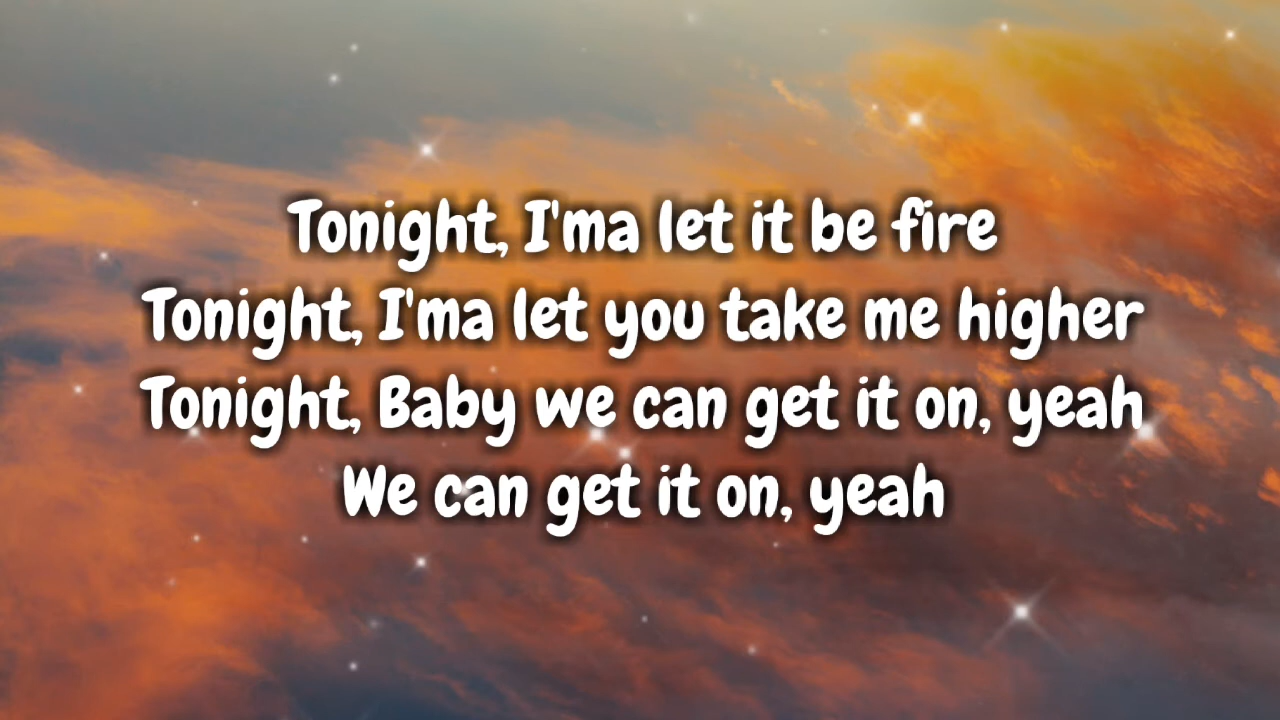 Tonight, I'ma let it be fire
Tonight, I'ma let you take me higher
Tonight, Baby we can get it on, yeah
We can get it on, yeah